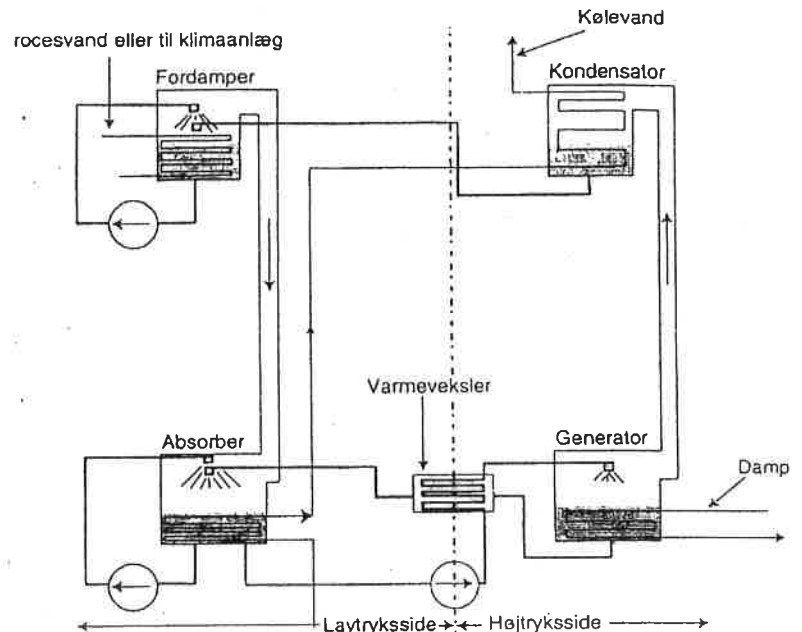 Kølevand
rocesvand eller til klimaanlæg
Fordamper
Kondensator
Varmeveksler
Absorber
Generator
Damp
Lavtryksside
Højtryksside